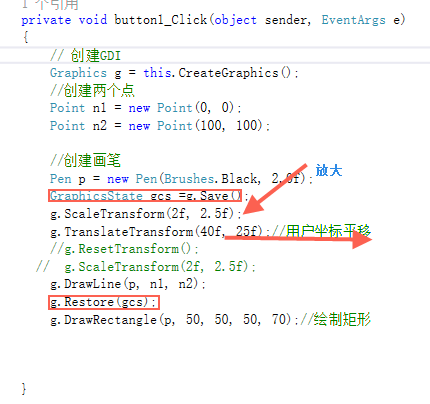 1 个引用
private void button1_Click(object sender, EventArgs e)
{
// 创建GDI
Graphics g = this.CreateGraphics();
//创建两个点
Point n1 = new Point(0, 0);
Point n2 = new Point(100, 100);
//创建画笔
放大
Pen p = new Pen(Brushes.Black, 2.0f);
GraphicsState gcs =g.Save();
g.ScaleTransform(2f, 2.5f);
g.TranslateTransform(40f, 25f);//用户坐标平移
//g.ResetTransform();
// g.ScaleTransform(2f, 2.5f);
g.DrawLine(p, n1, n2);
g.Restore(gcs);
g.DrawRectangle(p, 50, 50, 50, 70);//绘制矩形
}